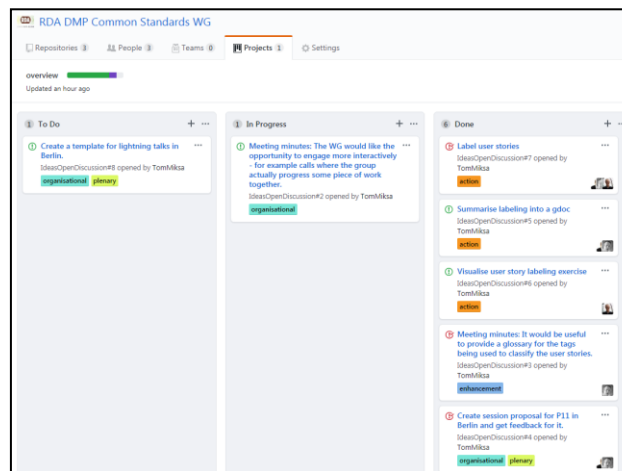 RDA DMP Common Standards WG
Repositories 3
People 3
Teams 0
Projects 1
Settings
overview
Updated an hour ago
1 To Do
Create a template for lightning talks in
Berlin.
IdeasOpenDiscussion#8 opened by TomMiksa
organisational plenary
1 In Progress
Meeting minutes: The WG would like the
opportunity to engage more interactively
- for example calls where the group
actually progress some piece of work
together.
IdeasOpenDiscussion#2 opened by TomMiksa
organisational
6 Done
Label user stories
IdeasOpenDiscussion#7 opened by
TomMiksa
action
Summarise labeling into a gdoc
IdeasOpenDiscussion#5 opened by
TomMiksa
action
Visualise user story labeling exercise
IdeasOpenDiscussion#6 opened by
TomMiksa
action
Meeting minutes: It would be useful
to provide a glossary for the tags
being used to classify the user stories.
IdeasOpenDiscussion#3 opened by
TomMiksa
enhancement
Create session proposal for P11 in
Berlin and get feedback for it.
IdeasOpenDiscussion#4 opened by
TomMiksa
organisational plenary